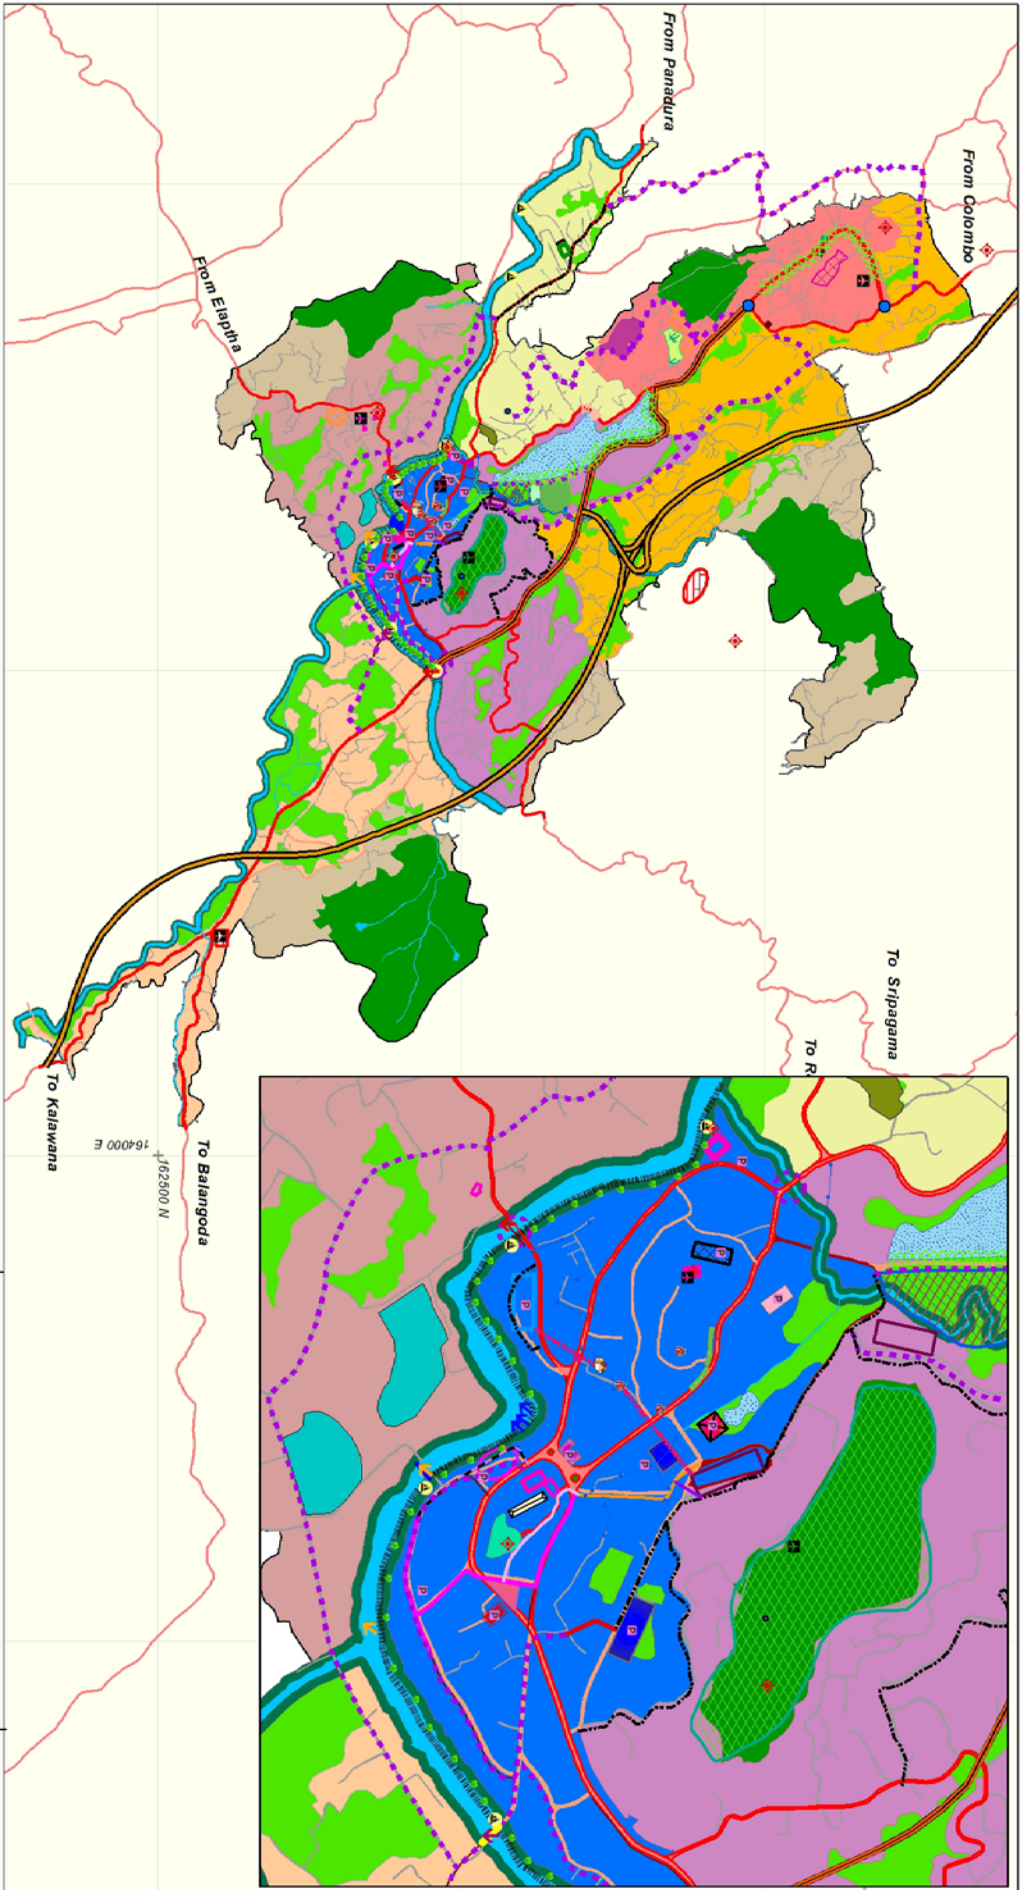 From Panadura
From Colombo
From Elaptha
To Sripagama
To R
To Kalawana
164000 E
162500 N
To Balangoda
P
P
P
P
P
P
P
P
P
P
P